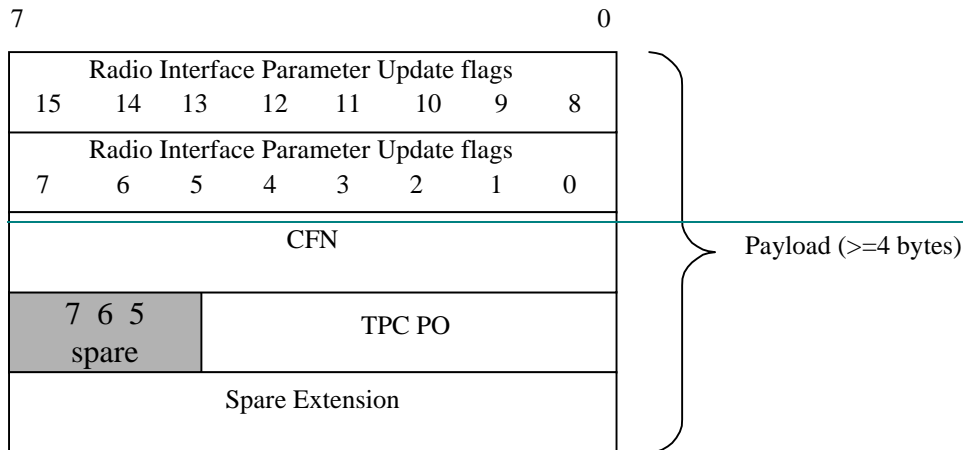 7 0
Radio Interface Parameter Update flags
15 14 13 12 11 10 9 8
Radio Interface Parameter Update flags
7 6 5 4 3 2 1 0
CFN
Payload (>=4 bytes)
7 6 5
spare
TPC PO
Spare Extension